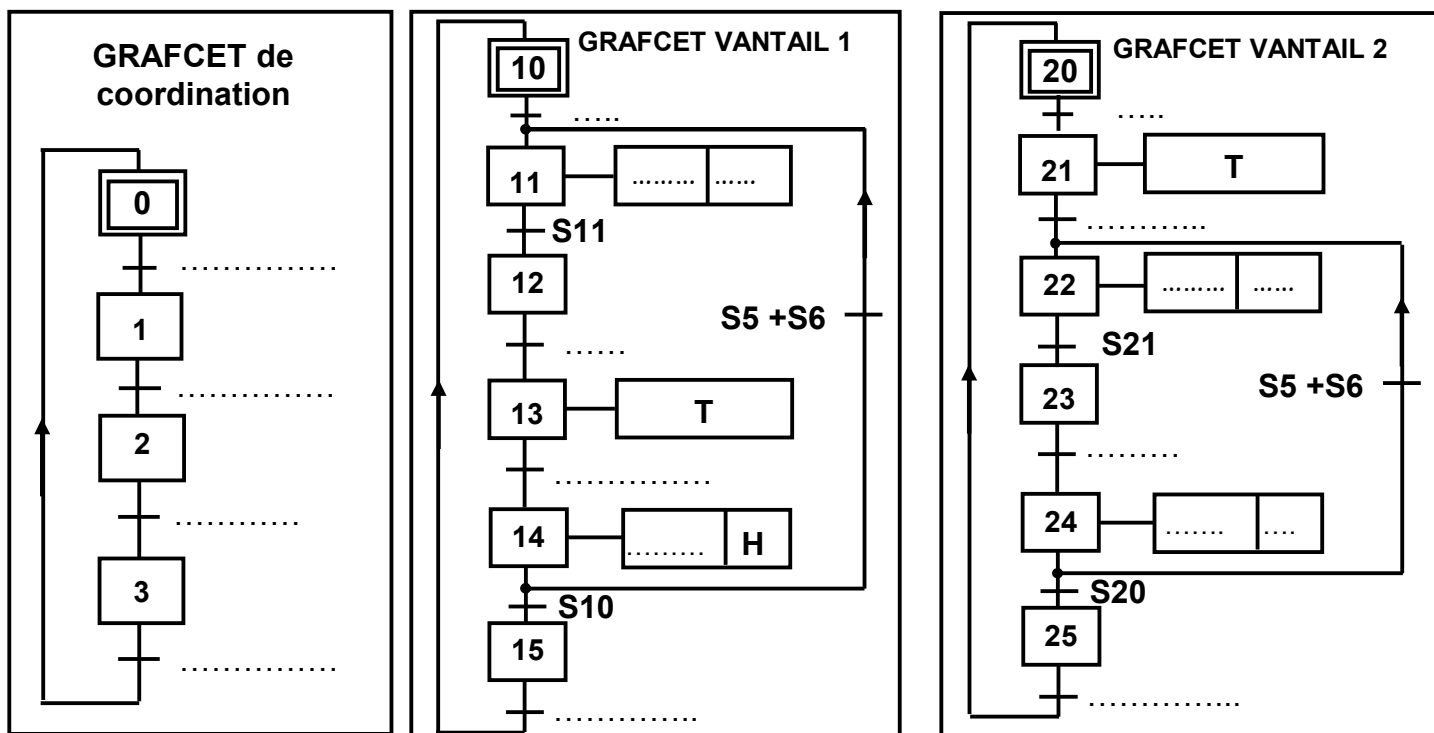 GRAFCET de
coordination
0
……………
1
……………
2
…………
3
……………
GRAFCET VANTAIL 1
10
…..
11
……… ……
S11
12
……
S5 +S6
13
T
……………
14
……… H
S10
15
…………..
GRAFCET VANTAIL 2
20
…..
21
T
…………
22
……… ……
S21
S5 +S6
23
………
24
……. ….
S20
25
……………